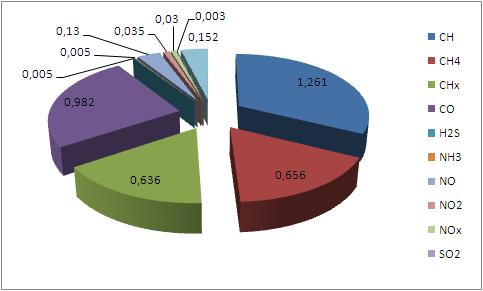 0,03
0,003
0,035
0,13
0,152
0,005
0,005
1,261
0,982
0,656
0,636
CH
CH4
CHx
CO
H2S
NH3
NO
NO2
NOx
SO2